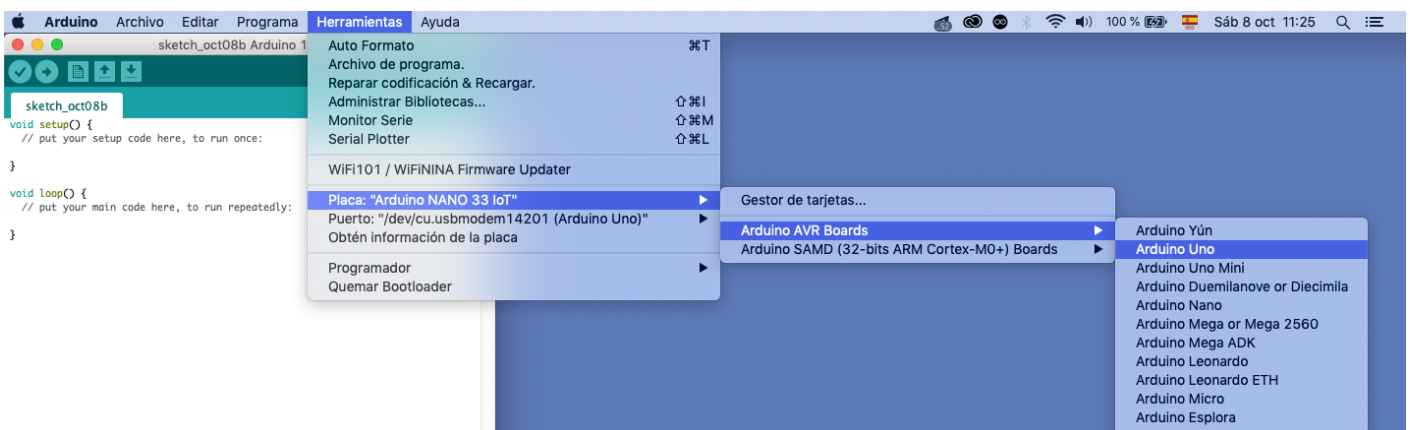 Arduino Archivo Editar Programa Herramientas Ayuda 100 % Sáb 8 oct 11:25
sketch_oct08b Arduino 1
sketch_oct08b
void setup() {
// put your setup code here, to run once:
}
void loop() {
// put your main code here, to run repeatedly:
}
Auto Formato ⌘T
Archivo de programa.
Reparar codificación & Recargar.
Administrar Bibliotecas... ⇧⌘I
Monitor Serie ⇧⌘M
Serial Plotter ⇧⌘L
WiFi101 / WiFiNINA Firmware Updater
Placa: "Arduino NANO 33 IoT"
Puerto: "/dev/cu.usbmodem14201 (Arduino Uno)"
Obtén información de la placa
Programador
Quemar Bootloader
Gestor de tarjetas...
Arduino AVR Boards
Arduino SAMD (32-bits ARM Cortex-M0+) Boards
Arduino Yún
Arduino Uno
Arduino Uno Mini
Arduino Duemilanove or Diecimila
Arduino Nano
Arduino Mega or Mega 2560
Arduino Mega ADK
Arduino Leonardo
Arduino Leonardo ETH
Arduino Micro
Arduino Esplora